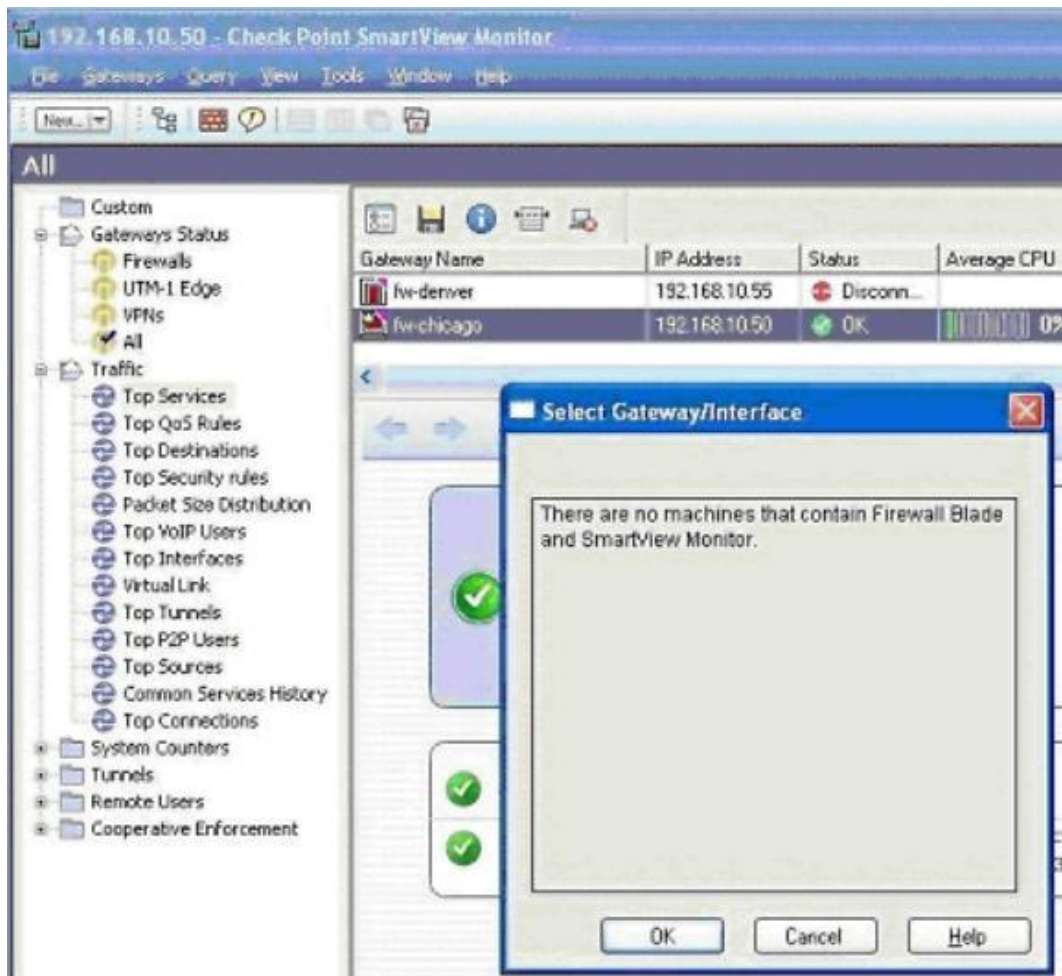 192.168.10.50 - Check Point SmartView Monitor
File Gateways Query View Tools Window Help
New...
All
Custom
Gateways Status
Firewalls
UTM-1 Edge
VPNs
All
Traffic
Top Services
Top QoS Rules
Top Destinations
Top Security rules
Packet Size Distribution
Top VoIP Users
Top Interfaces
Virtual Link
Top Tunnels
Top P2P Users
Top Sources
Common Services History
Top Connections
System Counters
Tunnels
Remote Users
Cooperative Enforcement
Gateway Name IP Address Status Average CPU
fw-denver 192.168.10.55 Disconn...
fw-chicago 192.168.10.50 OK 0%
Select Gateway/Interface
There are no machines that contain Firewall Blade
and SmartView Monitor.
OK Cancel Help